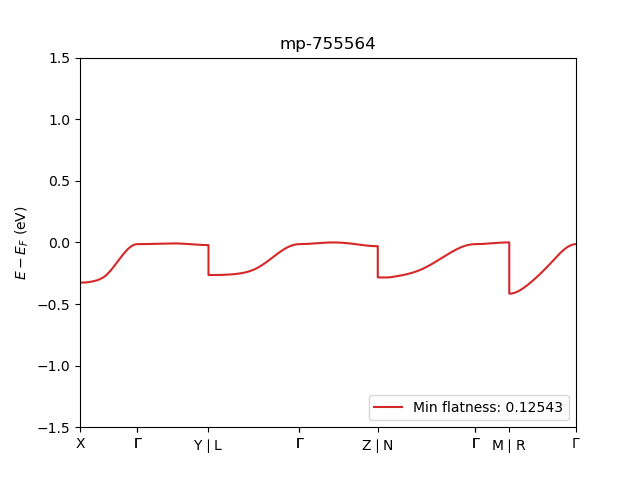 mp-755564
1.5
1.0
0.5
0.0
−0.5
−1.0
−1.5
E − E_F (eV)
Min flatness: 0.12543
X Γ Y | L Γ Z | N Γ M | R Γ